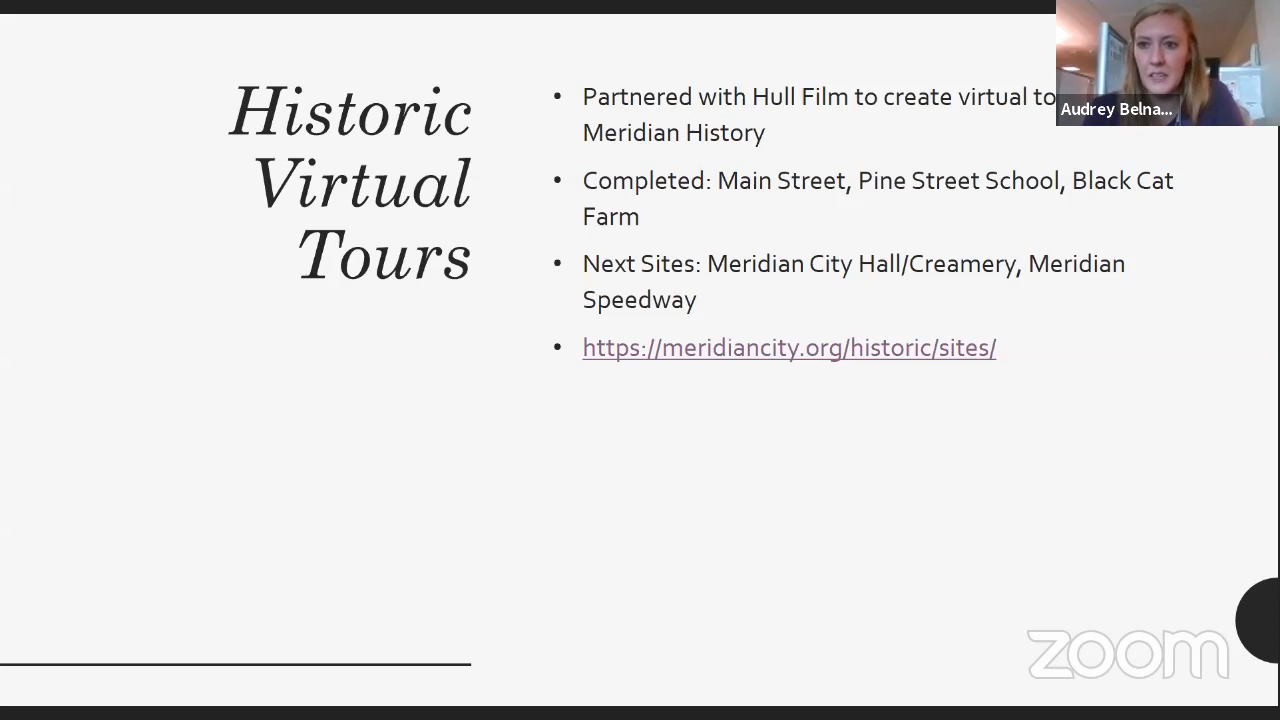 Historic
Virtual
Tours
Partnered with Hull Film to create virtual
Meridian History
Completed: Main Street, Pine Street School, Black Cat
Farm
Next Sites: Meridian City Hall/Creamery, Meridian
Speedway
https://meridiancity.org/historic/sites/
Audrey Belna...
zoom